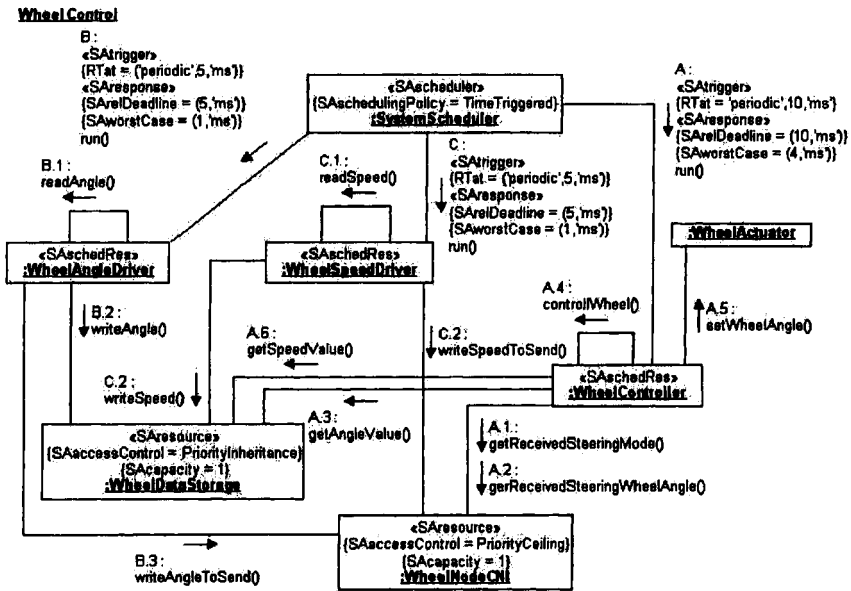 Wheel Control
B :
«SAtrigger»
{RTat = ('periodic',5,'ms')}
«SAresponse»
{SArelDeadline = (5,'ms')}
{SAworstCase = (1,'ms')}
run()
«SAscheduler»
{SAschedulingPolicy = TimeTriggered}
:SystemScheduler
A :
«SAtrigger»
{RTat = 'periodic',10,'ms'}
«SAresponse»
{SArelDeadline = (10,'ms')}
{SAworstCase = (4,'ms')}
run()
C :
«SAtrigger»
{RTat = ('periodic',5,'ms')}
«SAresponse»
{SArelDeadline = (5,'ms')}
{SAworstCase = (1,'ms')}
run()
B.1 :
readAngle()
C.1 :
readSpeed()
«SAschedRes»
:WheelAngleDriver
«SAschedRes»
:WheelSpeedDriver
:WheelActuator
A.4 :
controlWheel()
A.5 :
setWheelAngle()
B.2 :
writeAngle()
A.6 :
getSpeedValue()
C.2 :
writeSpeedToSend()
C.2 :
writeSpeed()
«SAschedRes»
:WheelController
A.3 :
getAngleValue()
«SAresource»
{SAaccessControl = PriorityInheritance}
{SAcapacity = 1}
:WheelDataStorage
A.1 :
getReceivedSteeringMode()
A.2 :
gerReceivedSteeringWheelAngle()
«SAresource»
{SAaccessControl = PriorityCeiling}
{SAcapacity = 1}
:WheelNodeCNI
B.3 :
writeAngleToSend()